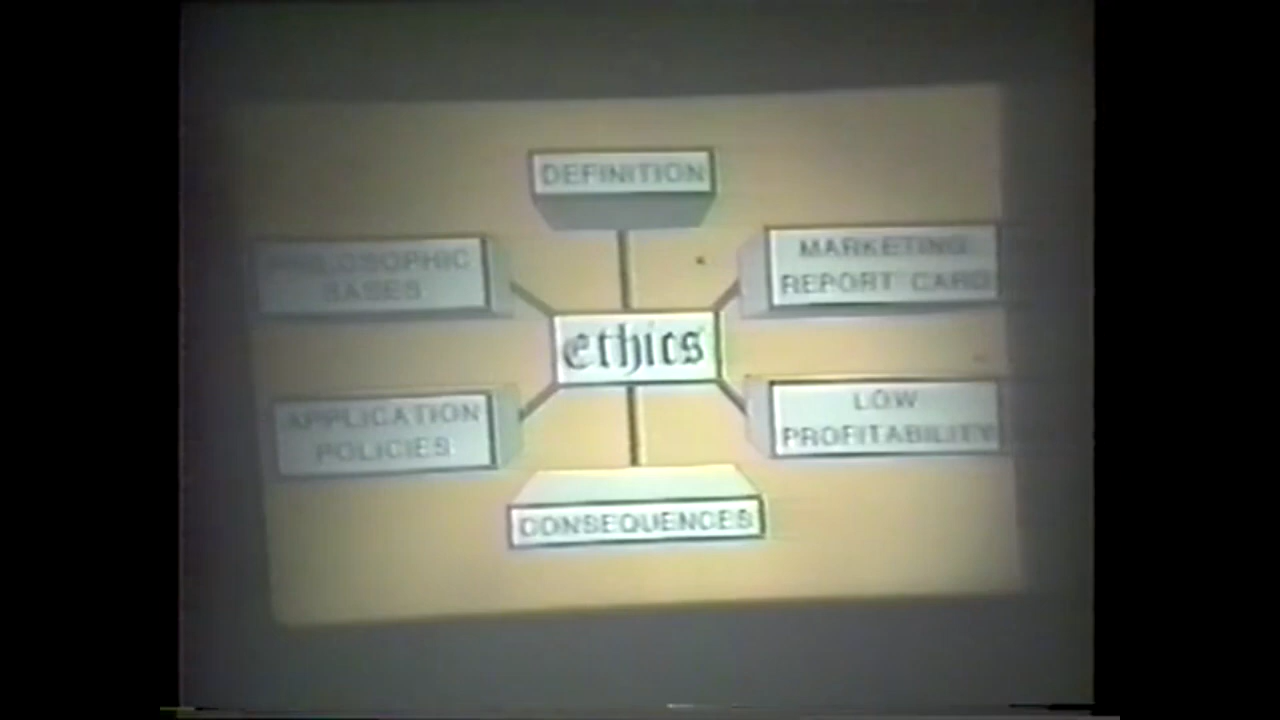 DEFINITION
PHILOSOPHIC
BASES
MARKETING
REPORT CARD
ethics
APPLICATION
POLICIES
LOW
PROFITABILITY
CONSEQUENCES